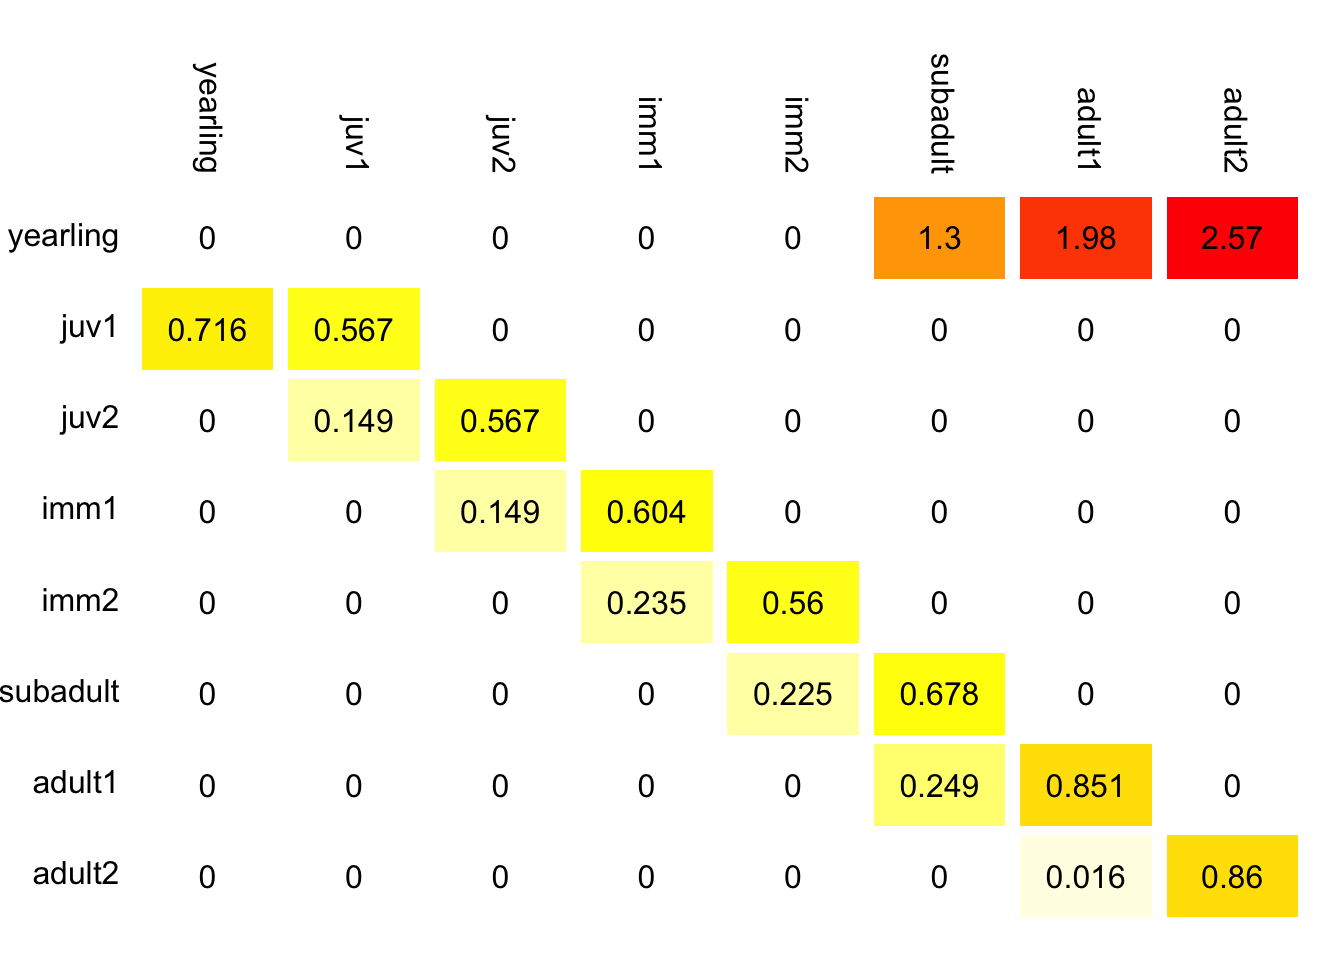 yearling juv1 juv2 imm1 imm2 subadult adult1 adult2
yearling 0 0 0 0 0 1.3 1.98 2.57
juv1 0.716 0.567 0 0 0 0 0 0
juv2 0 0.149 0.567 0 0 0 0 0
imm1 0 0 0.149 0.604 0 0 0 0
imm2 0 0 0 0.235 0.56 0 0 0
subadult 0 0 0 0 0.225 0.678 0 0
adult1 0 0 0 0 0 0.249 0.851 0
adult2 0 0 0 0 0 0 0.016 0.86